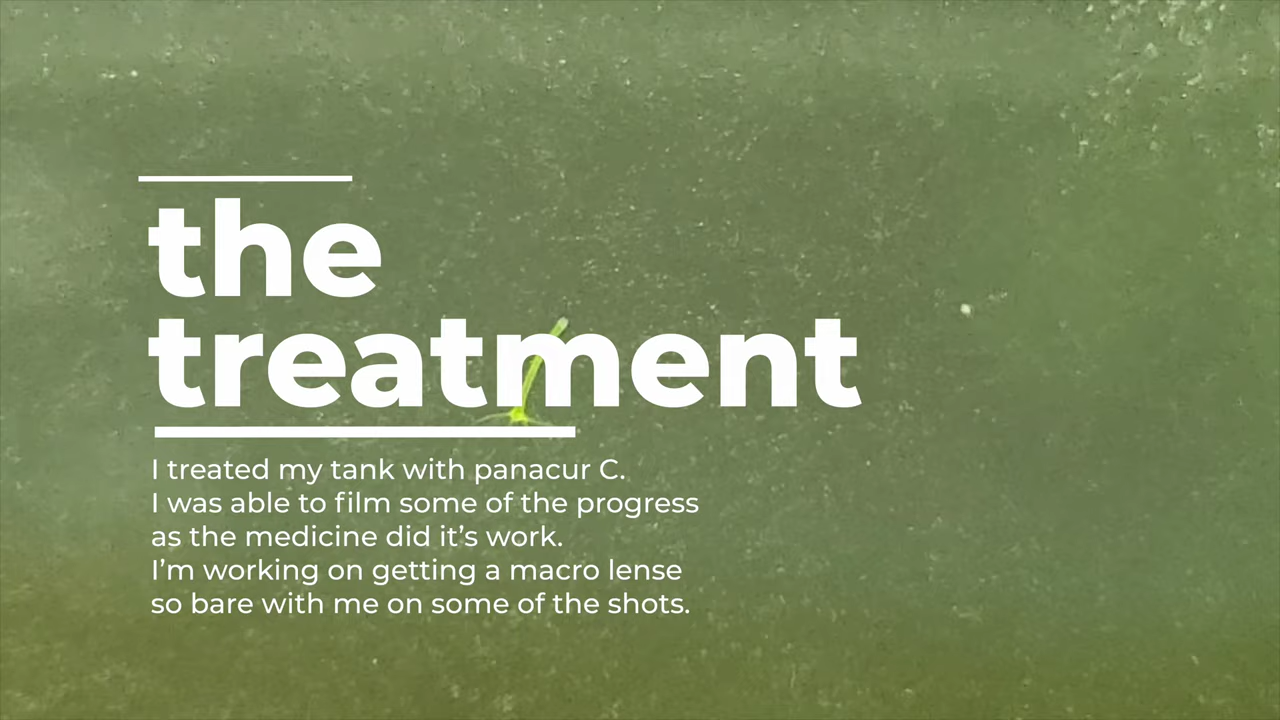 the
treatment
I treated my tank with panacur C.
I was able to film some of the progress
as the medicine did it’s work.
I’m working on getting a macro lense
so bare with me on some of the shots.